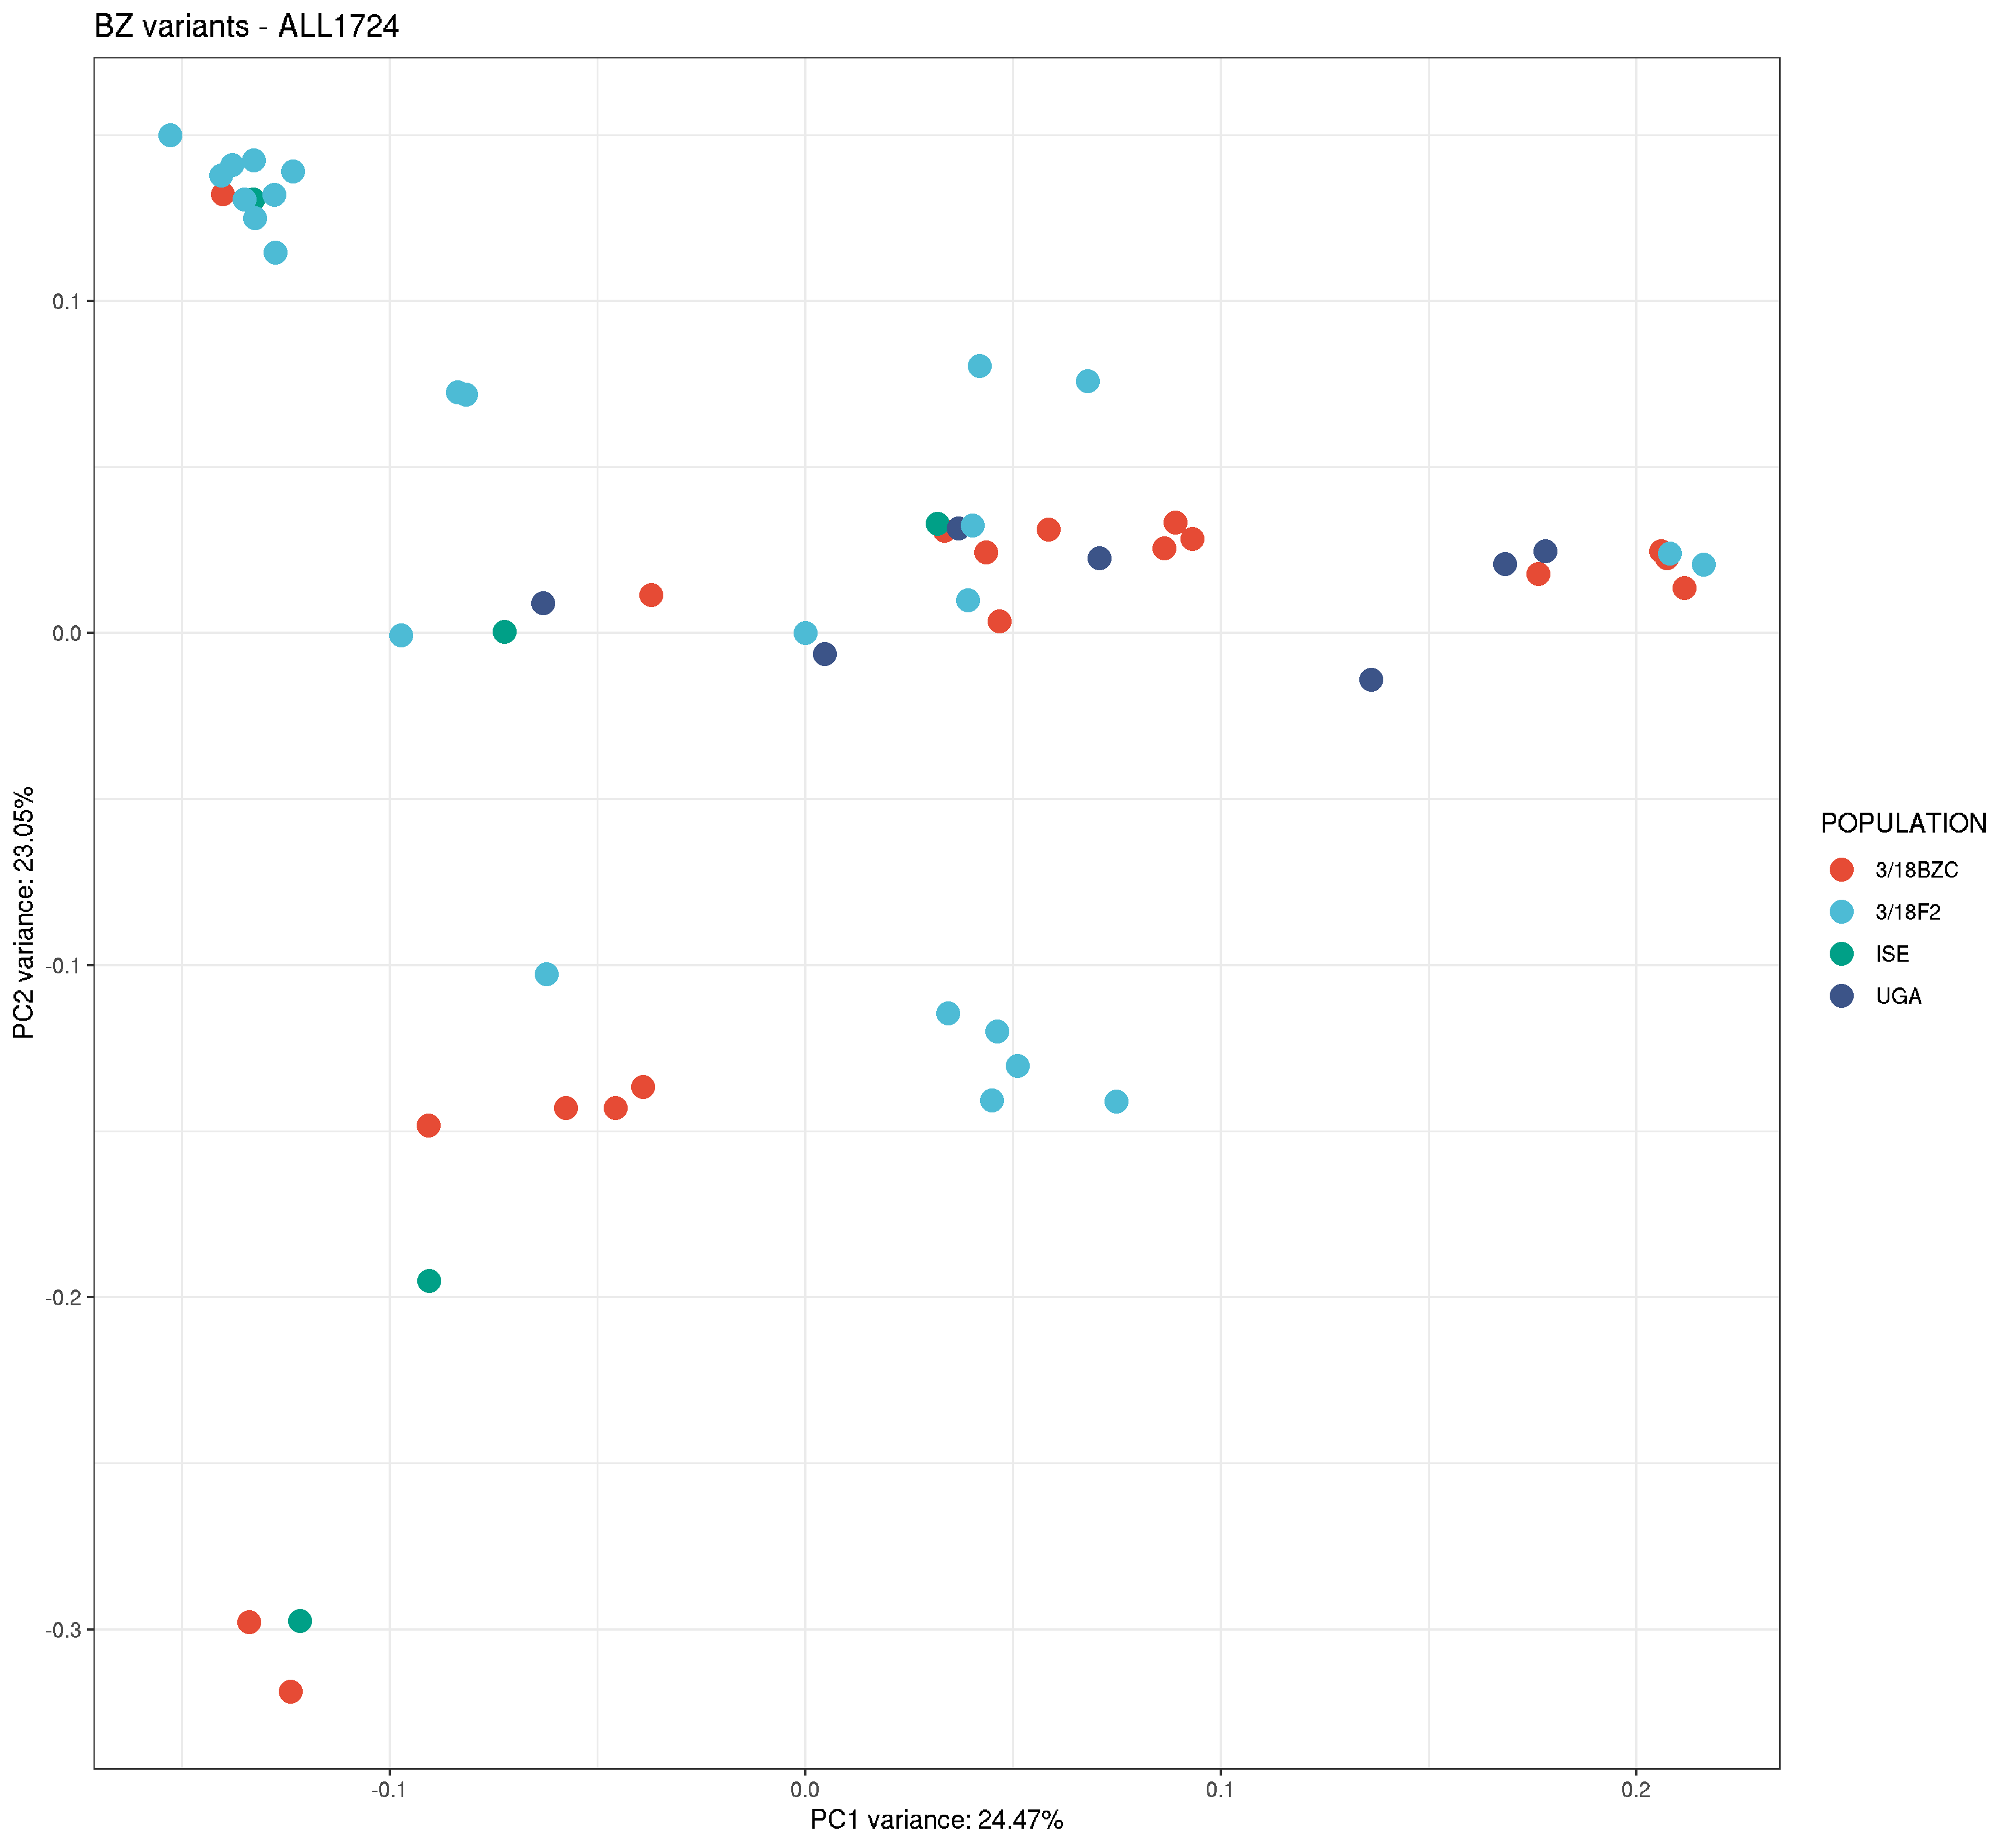 BZ variants - ALL1724
0.1
0.0
-0.1
-0.2
-0.3
PC2 variance: 23.05%
-0.1
0.0
0.1
0.2
PC1 variance: 24.47%
POPULATION
3/18BZC
3/18F2
ISE
UGA